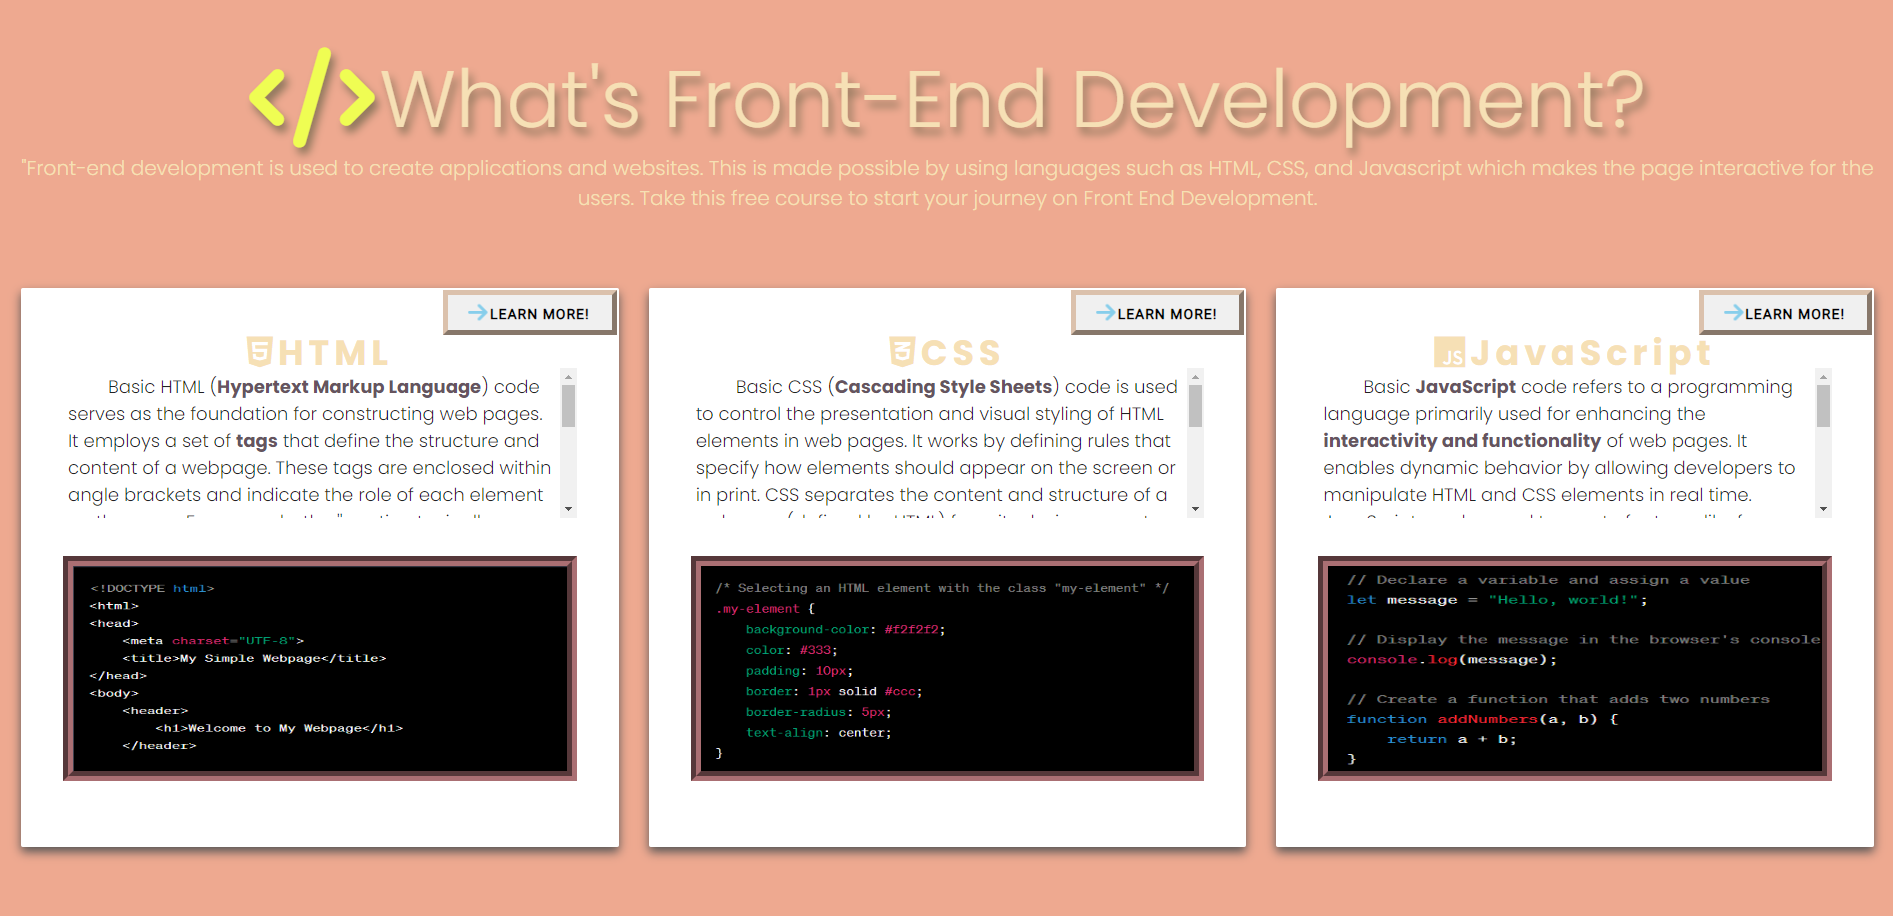 </>What's Front-End Development?
"Front-end development is used to create applications and websites. This is made possible by using languages such as HTML, CSS, and Javascript which makes the page interactive for the
users. Take this free course to start your journey on Front End Development.
LEARN MORE!
5 HTML
Basic HTML (Hypertext Markup Language) code
serves as the foundation for constructing web pages.
It employs a set of tags that define the structure and
content of a webpage. These tags are enclosed within
angle brackets and indicate the role of each element
<!DOCTYPE html>
<html>
<head>
    <meta charset="UTF-8">
    <title>My Simple Webpage</title>
</head>
<body>
    <header>
        <h1>Welcome to My Webpage</h1>
    </header>
LEARN MORE!
3 CSS
Basic CSS (Cascading Style Sheets) code is used
to control the presentation and visual styling of HTML
elements in web pages. It works by defining rules that
specify how elements should appear on the screen or
in print. CSS separates the content and structure of a
/* Selecting an HTML element with the class "my-element" */
.my-element {
    background-color: #f2f2f2;
    color: #333;
    padding: 10px;
    border: 1px solid #ccc;
    border-radius: 5px;
    text-align: center;
}
LEARN MORE!
JS JavaScript
Basic JavaScript code refers to a programming
language primarily used for enhancing the
interactivity and functionality of web pages. It
enables dynamic behavior by allowing developers to
manipulate HTML and CSS elements in real time.
// Declare a variable and assign a value
let message = "Hello, world!";
// Display the message in the browser's console
console.log(message);
// Create a function that adds two numbers
function addNumbers(a, b) {
    return a + b;
}